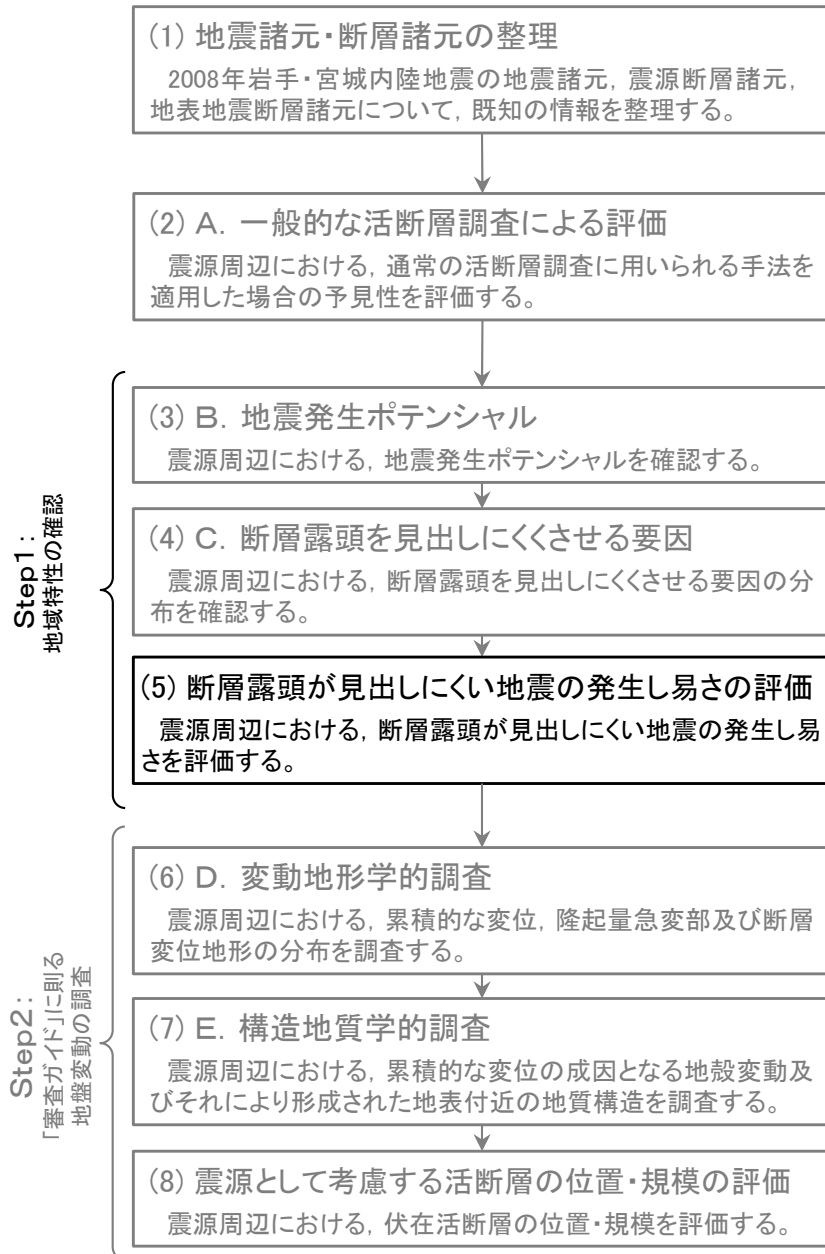 (1) 地震諸元・断層諸元の整理
2008年岩手・宮城内陸地震の地震諸元, 震源断層諸元,
地表地震断層諸元について, 既知の情報を整理する。
(2) A. 一般的な活断層調査による評価
震源周辺における, 通常の活断層調査に用いられる手法を
適用した場合の予見性を評価する。
Step1:
地域特性の確認
(3) B. 地震発生ポテンシャル
震源周辺における, 地震発生ポテンシャルを確認する。
(4) C. 断層露頭を見出しにくくさせる要因
震源周辺における, 断層露頭を見出しにくくさせる要因の分
布を確認する。
(5) 断層露頭が見出しにくい地震の発生し易さの評価
震源周辺における, 断層露頭が見出しにくい地震の発生し易
さを評価する。
Step2:
「審査ガイド」に則る
地盤変動の調査
(6) D. 変動地形学的調査
震源周辺における, 累積的な変位, 隆起量急変部及び断層
変位地形の分布を調査する。
(7) E. 構造地質学的調査
震源周辺における, 累積的な変位の成因となる地殻変動及
びそれにより形成された地表付近の地質構造を調査する。
(8) 震源として考慮する活断層の位置・規模の評価
震源周辺における, 伏在活断層の位置・規模を評価する。